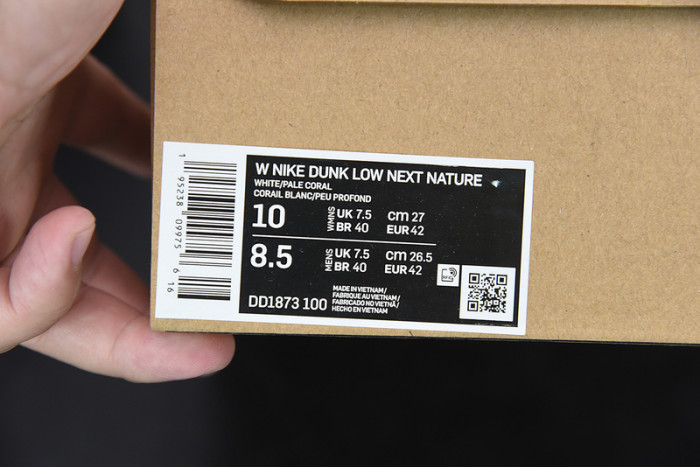 W NIKE DUNK LOW NEXT NATURE
WHITE/PALE CORAL
CORAIL BLANC/PEU PROFOND
10 WMNS UK 7.5 cm 27
BR 40 EUR 42
8.5 MENS UK 7.5 cm 26.5
BR 40 EUR 42
DD1873 100
MADE IN VIETNAM/
FABRIQUE AU VIETNAM/
FABRICADO NO VIETNÃ/
HECHO EN VIETNAM
1 95238 09975 6 16